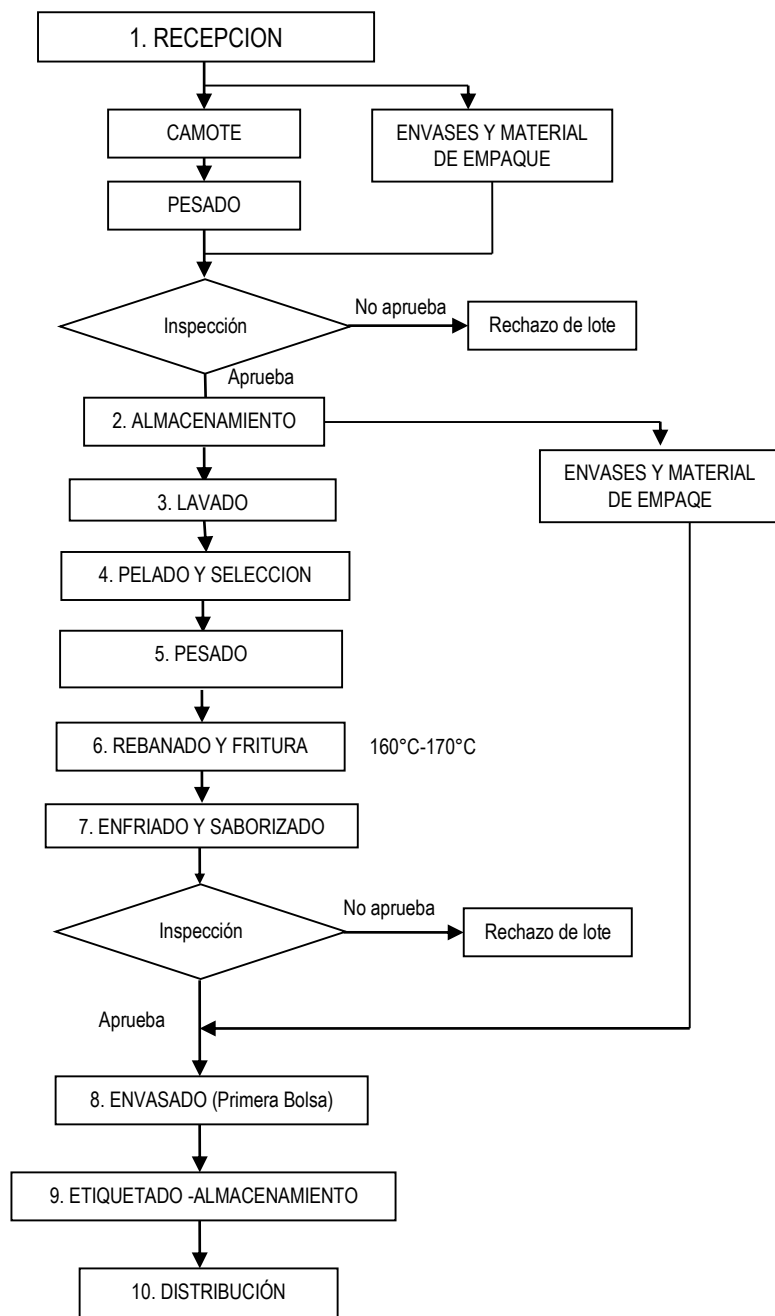 1. RECEPCION
CAMOTE
ENVASES Y MATERIAL
DE EMPAQUE
PESADO
Inspección
No aprueba
Rechazo de lote
Aprueba
2. ALMACENAMIENTO
ENVASES Y MATERIAL
DE EMPAQE
3. LAVADO
4. PELADO Y SELECCION
5. PESADO
6. REBANADO Y FRITURA
160°C-170°C
7. ENFRIADO Y SABORIZADO
Inspección
No aprueba
Rechazo de lote
Aprueba
8. ENVASADO (Primera Bolsa)
9. ETIQUETADO -ALMACENAMIENTO
10. DISTRIBUCIÓN